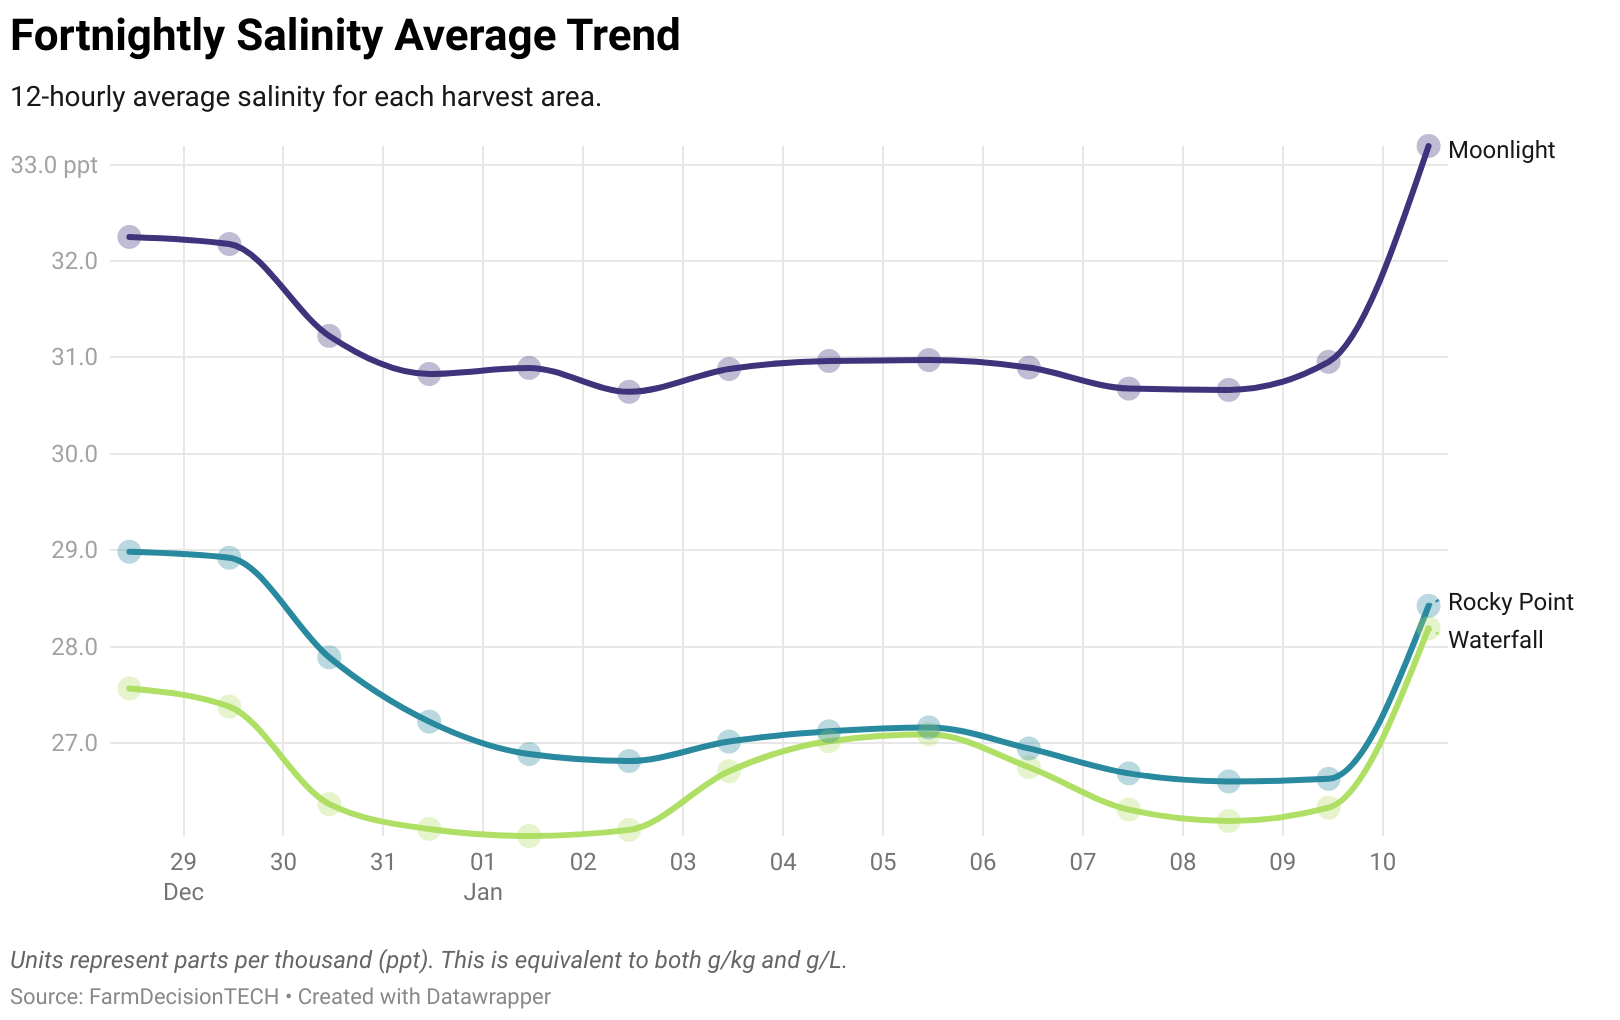 Fortnightly Salinity Average Trend
12-hourly average salinity for each harvest area.
33.0 ppt
32.0
31.0
30.0
29.0
28.0
27.0
Moonlight
Rocky Point
Waterfall
29 30 31 01 02 03 04 05 06 07 08 09 10
Dec Jan
Units represent parts per thousand (ppt). This is equivalent to both g/kg and g/L.
Source: FarmDecisionTECH • Created with Datawrapper